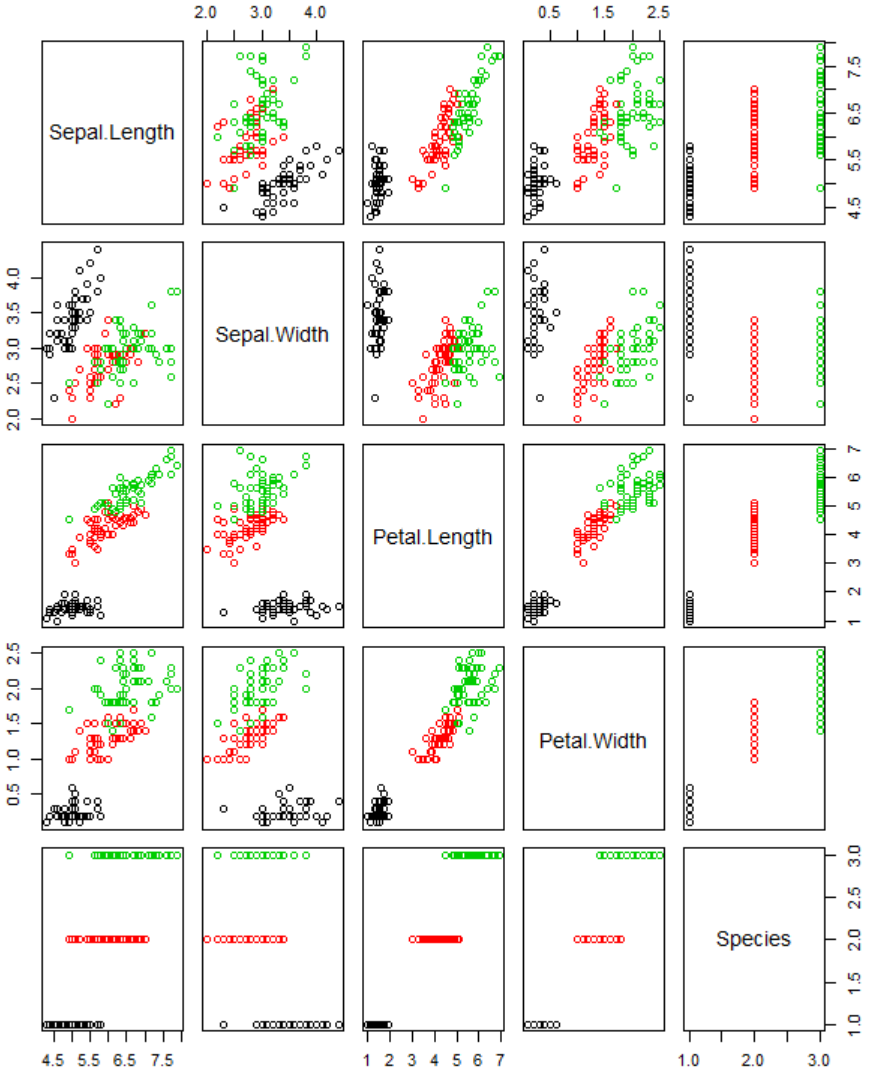 2.0 3.0 4.0
0.5 1.5 2.5
Sepal.Length
4.5 5.5 6.5 7.5
2.0 2.5 3.0 3.5 4.0
Sepal.Width
Petal.Length
1 2 3 4 5 6 7
0.5 1.0 1.5 2.0 2.5
Petal.Width
Species
1.0 1.5 2.0 2.5 3.0
4.5 5.5 6.5 7.5
1 2 3 4 5 6 7
1.0 2.0 3.0